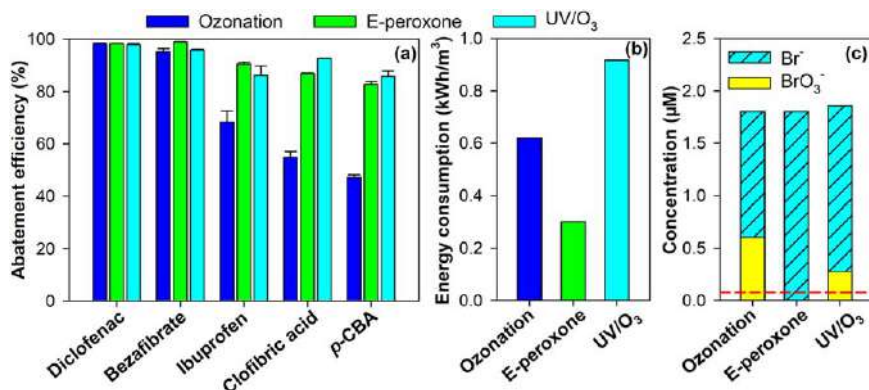 Ozonation E-peroxone UV/O₃
(a)
Abatement efficiency (%)
100
80
60
40
20
0
Diclofenac Bezafibrate Ibuprofen Clofibric acid p-CBA
(b)
Energy consumption (kWh/m³)
1.0
0.8
0.6
0.4
0.2
0.0
Ozonation E-peroxone UV/O₃
(c)
Br⁻
BrO₃⁻
Concentration (µM)
2.5
2.0
1.5
1.0
0.5
0.0
Ozonation E-peroxone UV/O₃